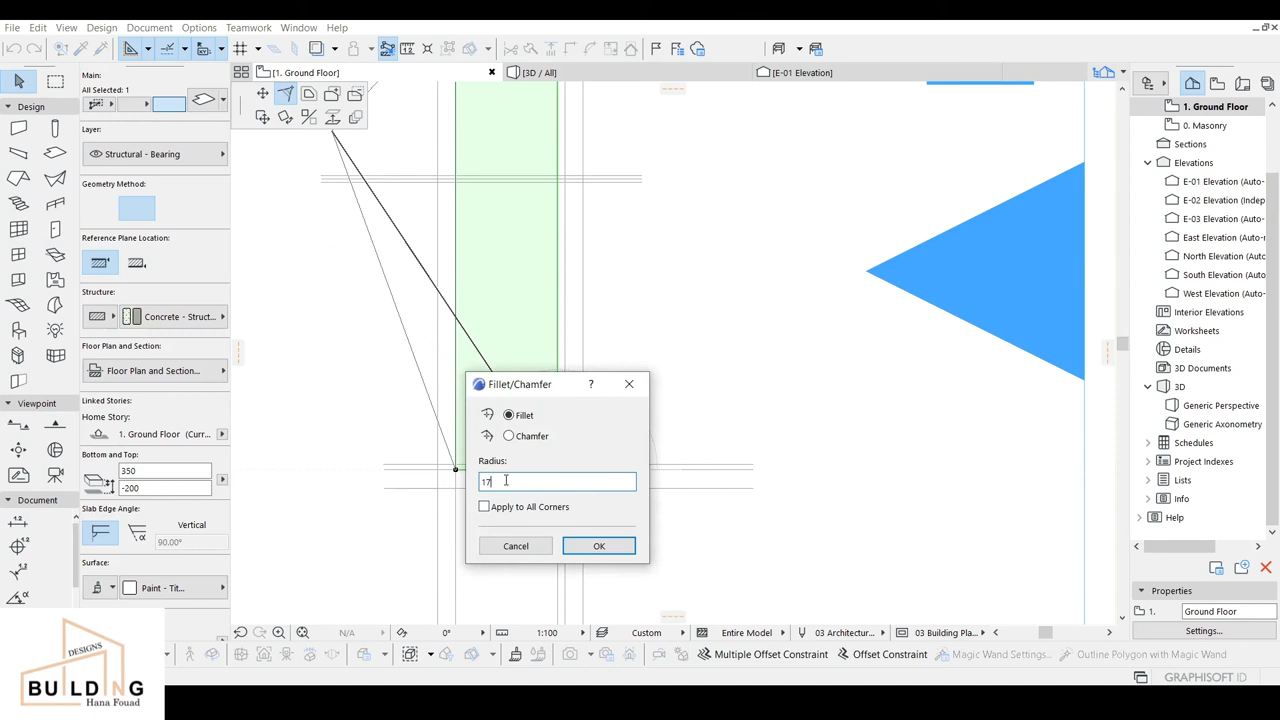 File Edit View Design Document Options Teamwork Window Help
[1. Ground Floor]
[3D / All]
[E-01 Elevation]
Main:
All Selected: 1
Design
Layer:
Structural - Bearing
Geometry Method:
Reference Plane Location:
Structure:
Concrete - Struct...
Floor Plan and Section:
Floor Plan and Section...
Linked Stories:
Home Story:
1. Ground Floor (Curr...
Bottom and Top:
350
-200
Slab Edge Angle:
Vertical
90.00°
Surface:
Paint - Tit...
Viewpoint
Document
1.2
1.2
A1
Fillet/Chamfer
?
Fillet
Chamfer
Radius:
17
Apply to All Corners
Cancel
OK
1. Ground Floor
0. Masonry
Sections
Elevations
E-01 Elevation (Auto-
E-02 Elevation (Indep
E-03 Elevation (Auto-
East Elevation (Auto-r
North Elevation (Auto
South Elevation (Auto
West Elevation (Auto-
Interior Elevations
Worksheets
Details
3D Documents
3D
Generic Perspective
Generic Axonometry
Schedules
Project Indexes
Lists
Info
Help
Properties
1.
Ground Floor
Settings...
N/A
0°
1:100
Custom
Entire Model
03 Architectur...
03 Building Pla...
Multiple Offset Constraint
Offset Constraint
Magic Wand Settings...
Outline Polygon with Magic Wand
GRAPHISOFT ID
DESIGNS
BUILDING
Hana Fouad